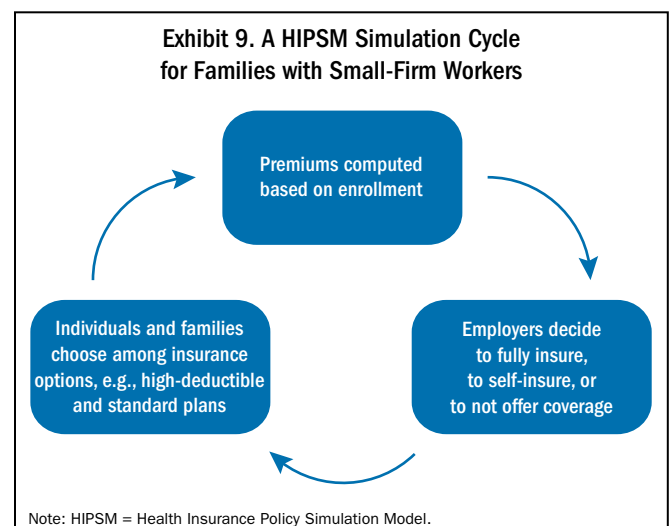 Exhibit 9. A HIPSM Simulation Cycle
for Families with Small-Firm Workers
Premiums computed
based on enrollment
Individuals and families
choose among insurance
options, e.g., high-deductible
and standard plans
Employers decide
to fully insure,
to self-insure, or
to not offer coverage
Note: HIPSM = Health Insurance Policy Simulation Model.